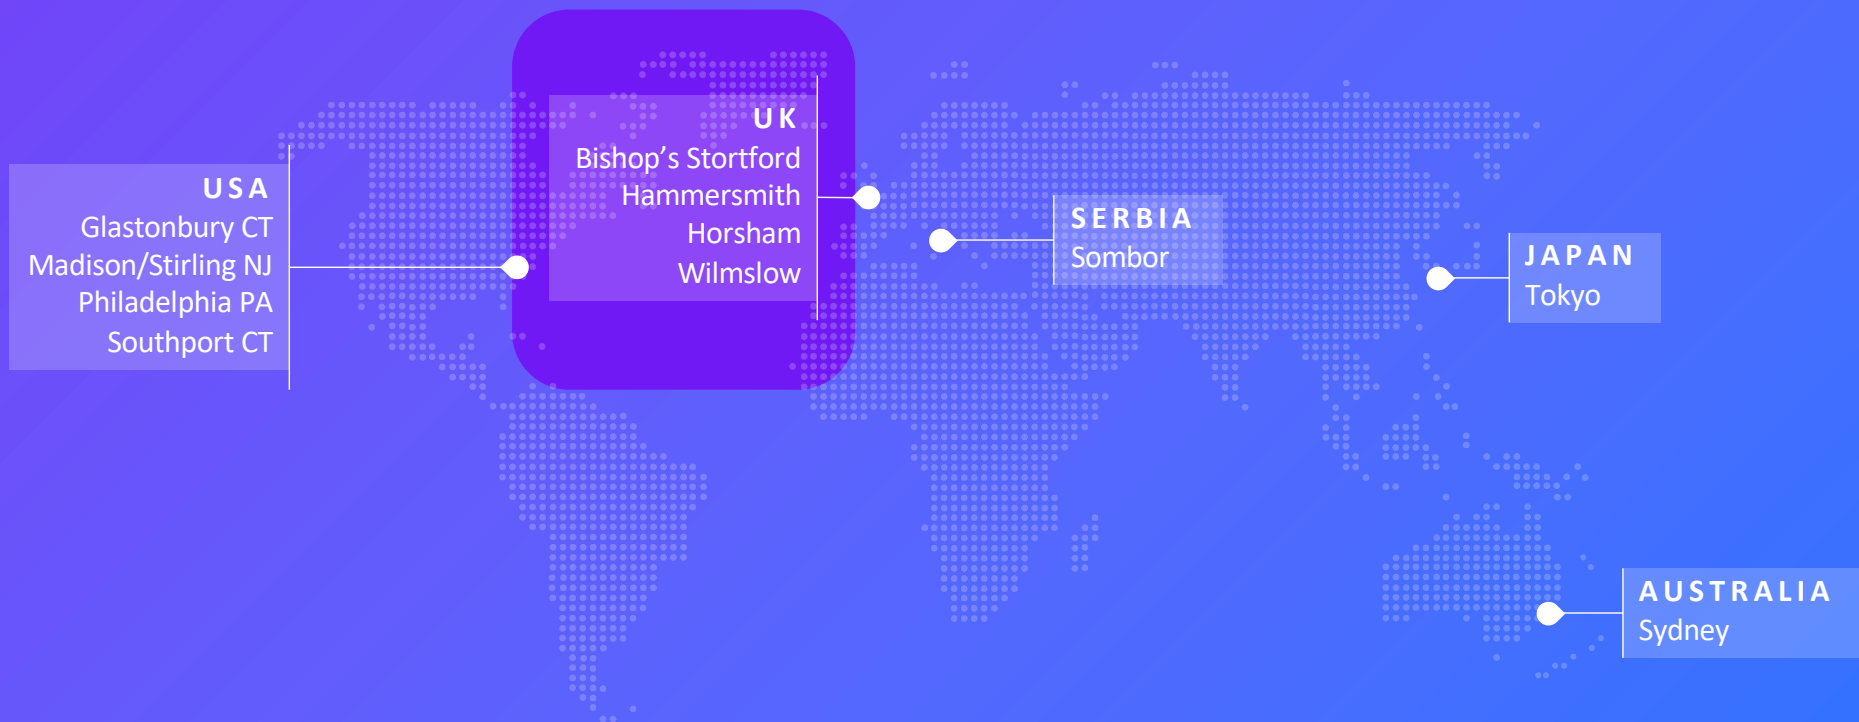 USA
Glastonbury CT
Madison/Stirling NJ
Philadelphia PA
Southport CT
UK
Bishop’s Stortford
Hammersmith
Horsham
Wilmslow
SERBIA
Sombor
JAPAN
Tokyo
AUSTRALIA
Sydney